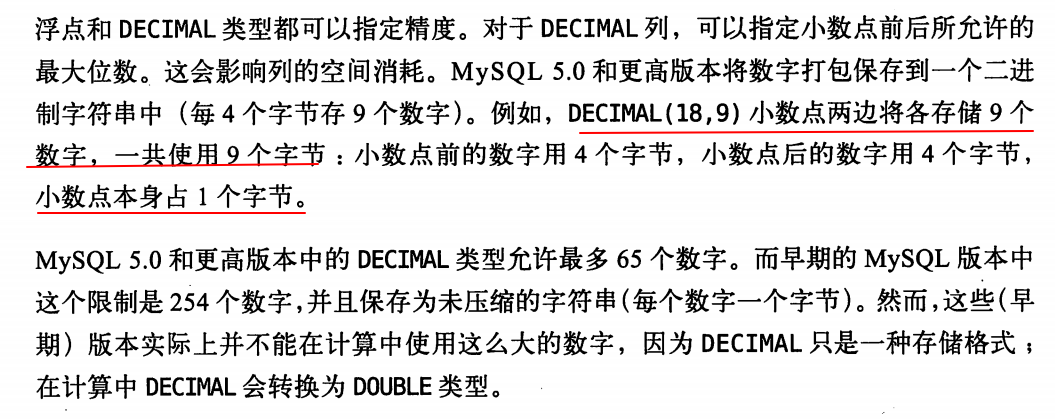 浮点和 DECIMAL 类型都可以指定精度。对于 DECIMAL 列，可以指定小数点前后所允许的
最大位数。这会影响列的空间消耗。MySQL 5.0 和更高版本将数字打包保存到一个二进
制字符串中（每 4 个字节存 9 个数字）。例如，DECIMAL(18,9) 小数点两边将各存储 9 个
数字，一共使用 9 个字节：小数点前的数字用 4 个字节，小数点后的数字用 4 个字节，
小数点本身占 1 个字节。
MySQL 5.0 和更高版本中的 DECIMAL 类型允许最多 65 个数字。而早期的 MySQL 版本中
这个限制是 254 个数字，并且保存为未压缩的字符串（每个数字一个字节）。然而，这些（早
期）版本实际上并不能在计算中使用这么大的数字，因为 DECIMAL 只是一种存储格式；
在计算中 DECIMAL 会转换为 DOUBLE 类型。